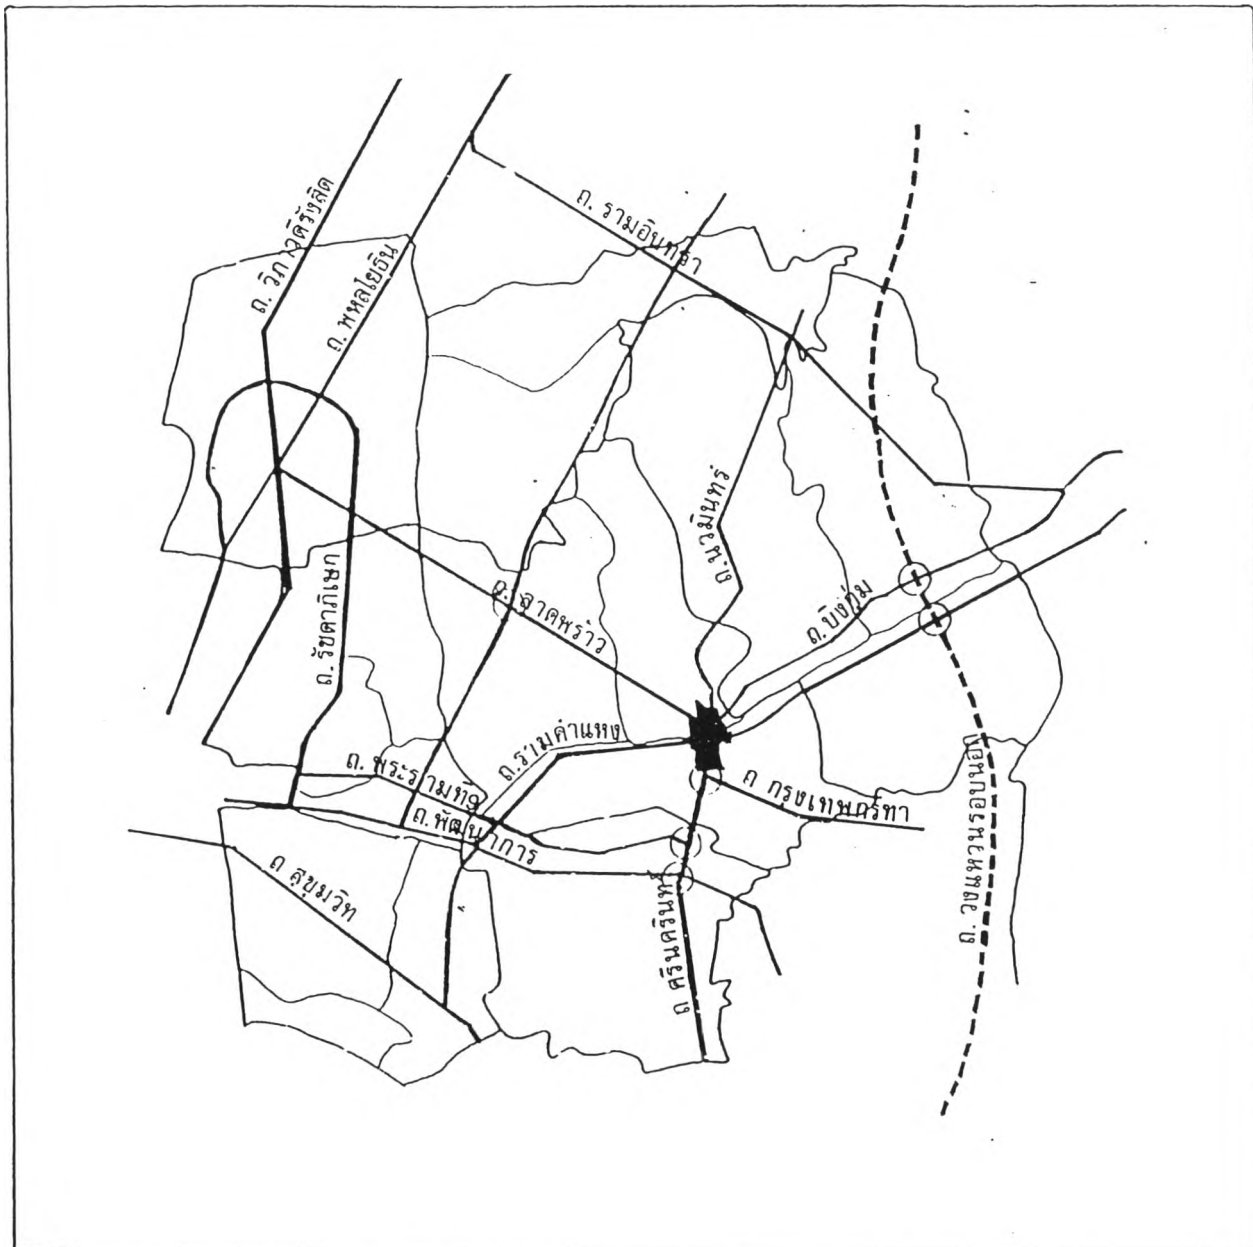 ถ. วิภาวดีรังสิต
ถ. พหลโยธิน
ถ. รามอินทรา
ถ.นวมินทร์
ถ. ลาดพร้าว
ถ.บึงกุ่ม
ถ.รัชดาภิเษก
ถ.รามคำแหง
ถ. พระรามที่9
ถ.พัฒนาการ
ถ กรุงเทพกรีฑา
ถ สุขุมวิท
ถ ศรีนครินทร์
ถ. วงแหวนรอบนอก